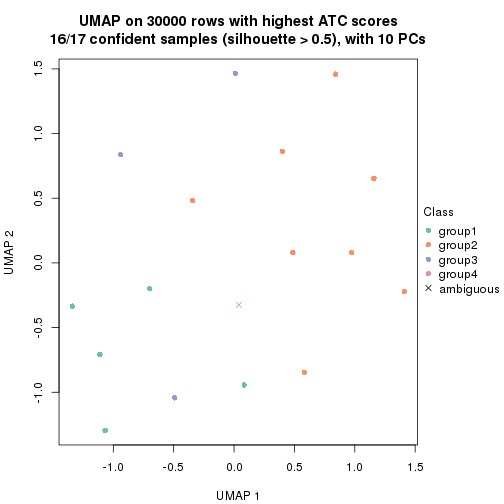 UMAP on 30000 rows with highest ATC scores
16/17 confident samples (silhouette > 0.5), with 10 PCs
1.5
1.0
0.5
0.0
-0.5
-1.0
UMAP 2
-1.0 -0.5 0.0 0.5 1.0 1.5
UMAP 1
Class
group1
group2
group3
group4
ambiguous